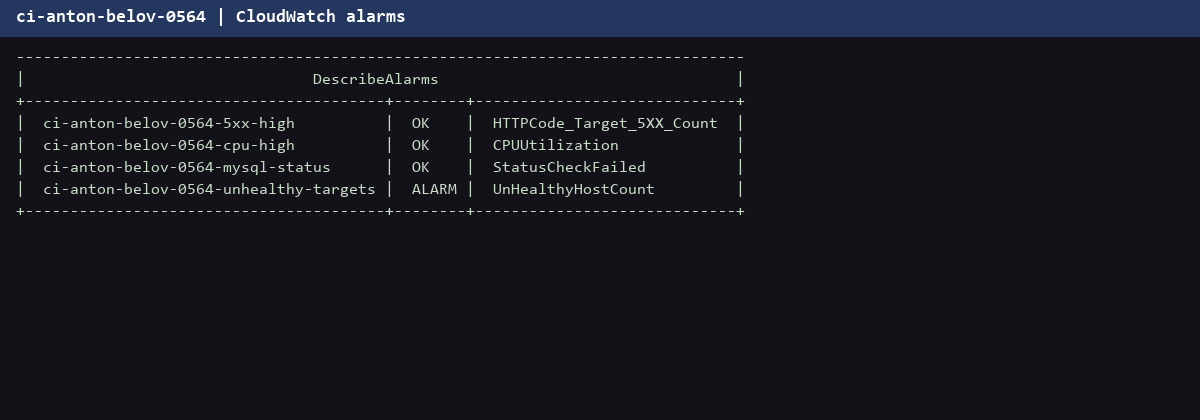 ci-anton-belov-0564 | CloudWatch alarms
---------------------------------------------------------------------------------
|                                DescribeAlarms                                 |
+----------------------------------------+--------+-----------------------------+
|  ci-anton-belov-0564-5xx-high          |  OK    |  HTTPCode_Target_5XX_Count  |
|  ci-anton-belov-0564-cpu-high          |  OK    |  CPUUtilization             |
|  ci-anton-belov-0564-mysql-status      |  OK    |  StatusCheckFailed          |
|  ci-anton-belov-0564-unhealthy-targets |  ALARM |  UnHealthyHostCount         |
+----------------------------------------+--------+-----------------------------+